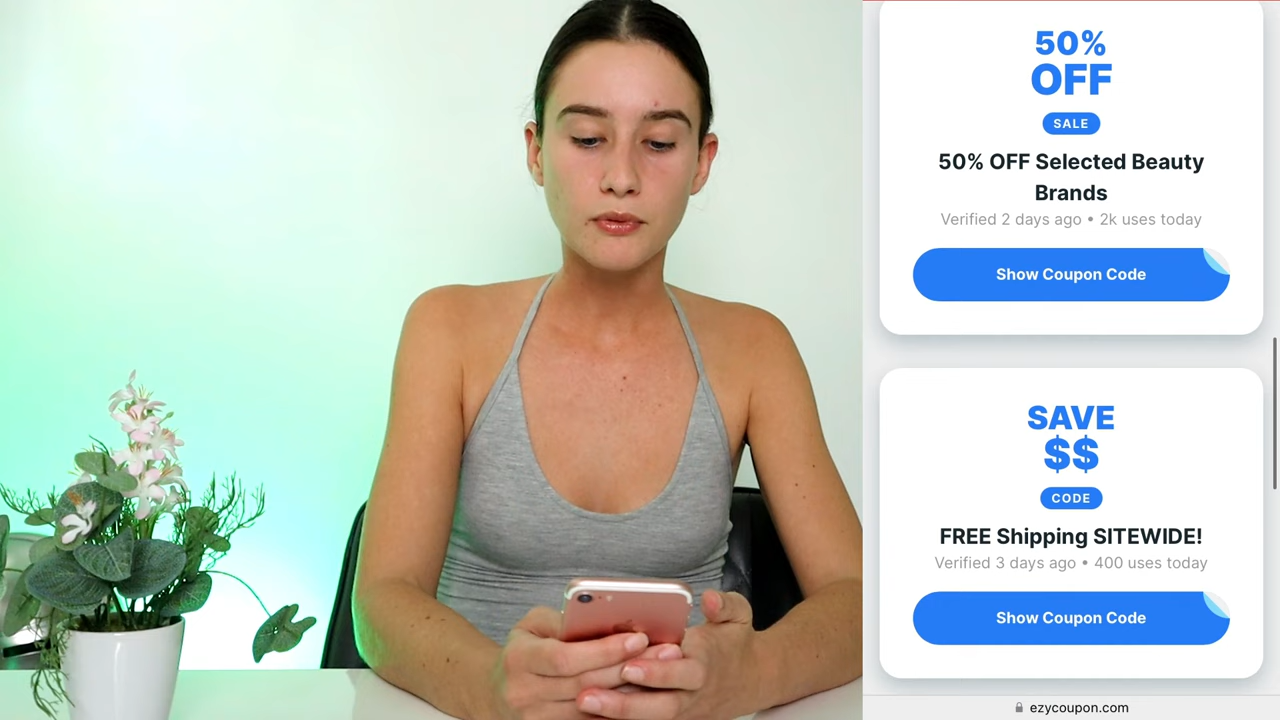 50%
OFF
SALE
50% OFF Selected Beauty
Brands
Verified 2 days ago • 2k uses today
Show Coupon Code
SAVE
$$
CODE
FREE Shipping SITEWIDE!
Verified 3 days ago • 400 uses today
Show Coupon Code
ezycoupon.com